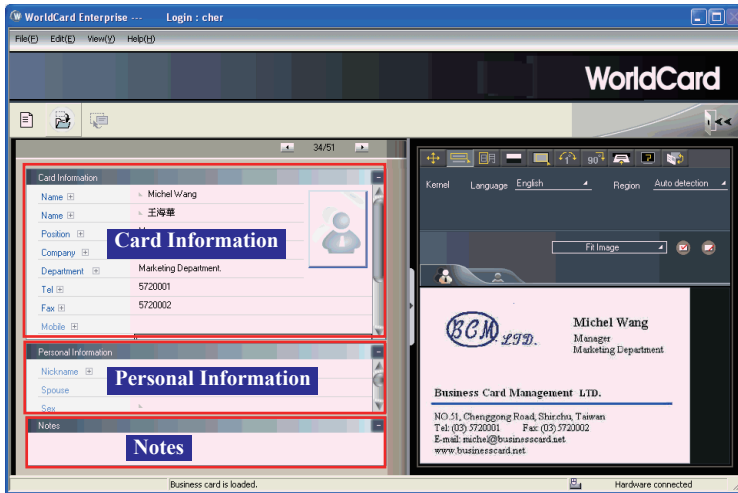 WorldCard Enterprise --- Login : cher
File(F) Edit(E) View(V) Help(H)
WorldCard
34/51
Card Information
Name
Michel Wang
Name
王海華
Position
Company
Card Information
Department
Marketing Department.
Tel
5720001
Fax
5720002
Mobile
Personal Information
Nickname
Personal Information
Spouse
Sex
Notes
Notes
Kernel Language English Region Auto detection
Fit Image
BCM LTD.
Michel Wang
Manager
Marketing Department
Business Card Management LTD.
NO.51, Chenggong Road, Shinchu, Taiwan
Tel: (03) 5720001 Fax: (03) 5720002
E-mail: michel@businesscard.net
www.businesscard.net
Business card is loaded.
Hardware connected